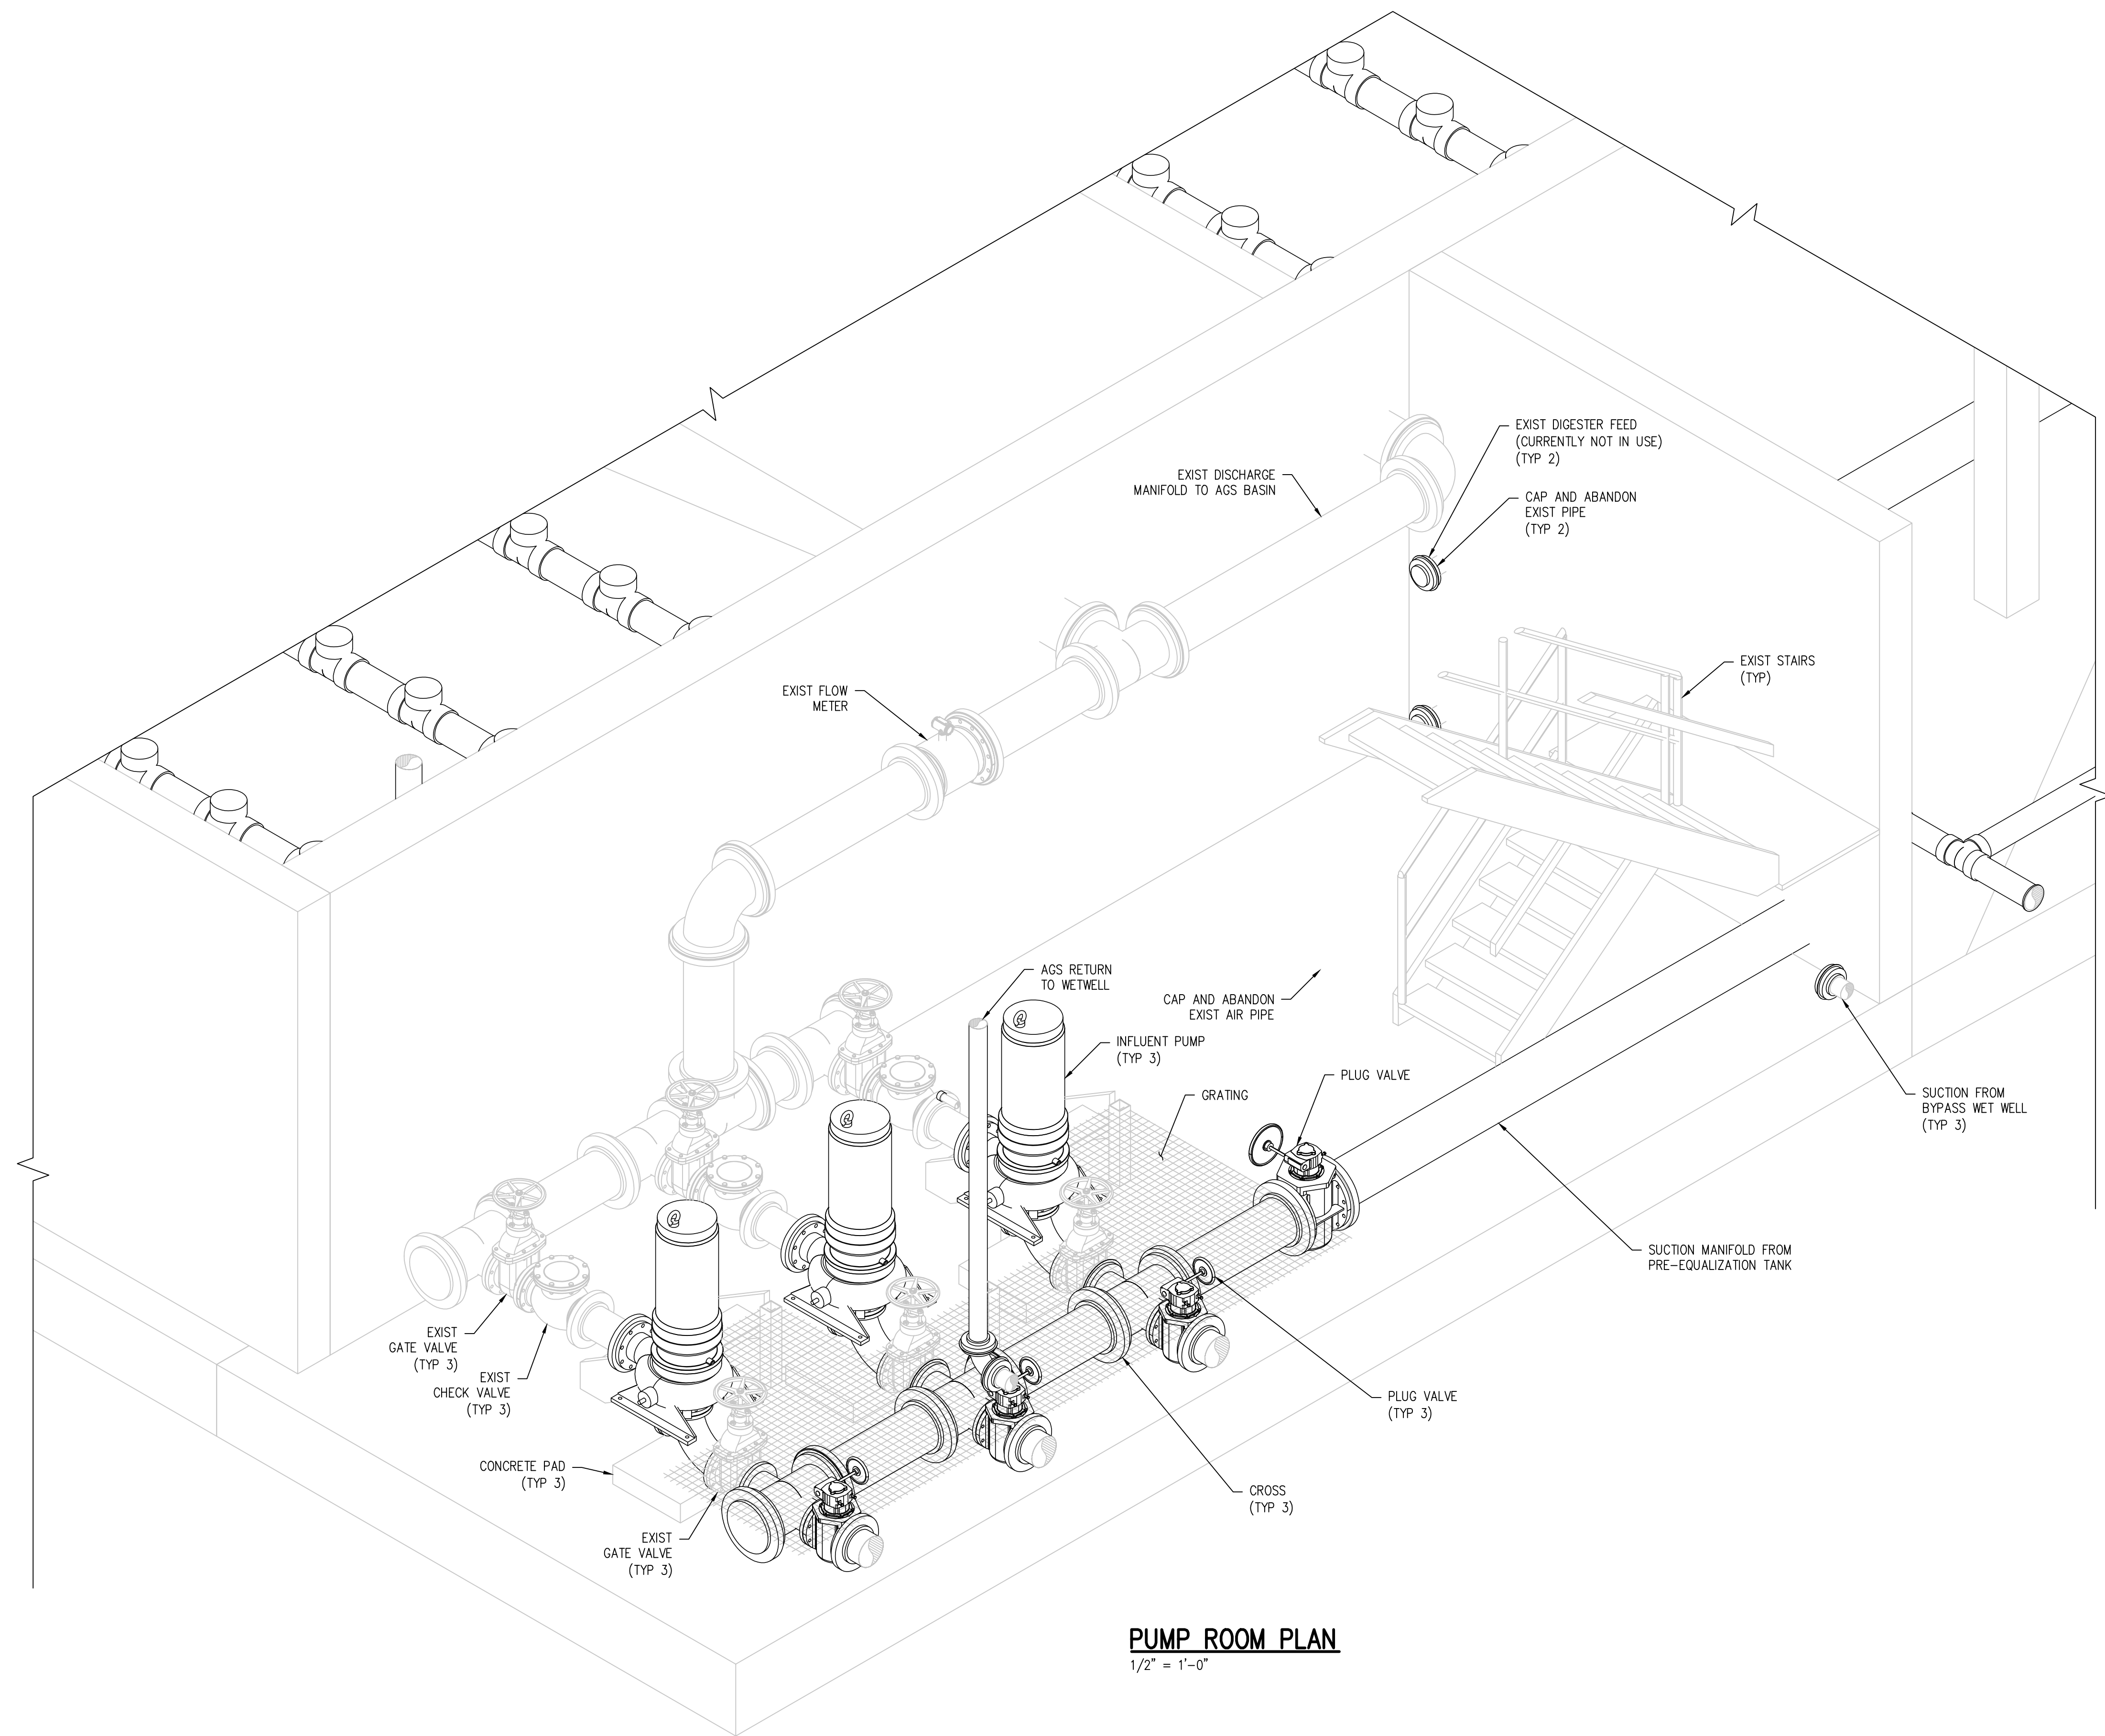 EXIST DIGESTER FEED
(CURRENTLY NOT IN USE)
(TYP 2)
EXIST DISCHARGE
MANIFOLD TO AGS BASIN
CAP AND ABANDON
EXIST PIPE
(TYP 2)
EXIST STAIRS
(TYP)
EXIST FLOW
METER
AGS RETURN
TO WETWELL
CAP AND ABANDON
EXIST AIR PIPE
INFLUENT PUMP
(TYP 3)
PLUG VALVE
GRATING
SUCTION FROM
BYPASS WET WELL
(TYP 3)
SUCTION MANIFOLD FROM
PRE-EQUALIZATION TANK
EXIST
GATE VALVE
(TYP 3)
EXIST
CHECK VALVE
(TYP 3)
PLUG VALVE
(TYP 3)
CONCRETE PAD
(TYP 3)
CROSS
(TYP 3)
EXIST
GATE VALVE
(TYP 3)
PUMP ROOM PLAN
1/2" = 1'-0"